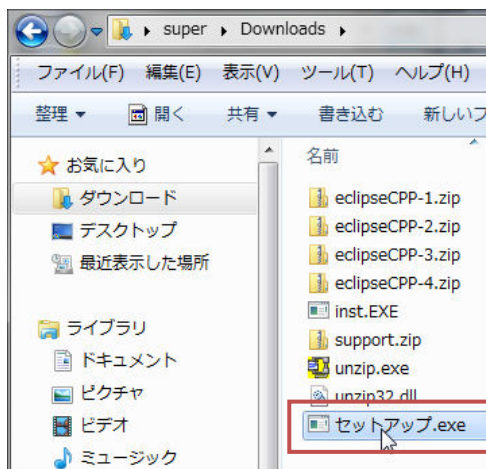 super Downloads
ファイル(F) 編集(E) 表示(V) ツール(T) ヘルプ(H)
整理 開く 共有 書き込む 新しいフ
お気に入り
ダウンロード
デスクトップ
最近表示した場所
ライブラリ
ドキュメント
ピクチャ
ビデオ
ミュージック
名前
eclipseCPP-1.zip
eclipseCPP-2.zip
eclipseCPP-3.zip
eclipseCPP-4.zip
inst.EXE
support.zip
unzip.exe
unzip32.dll
セットアップ.exe